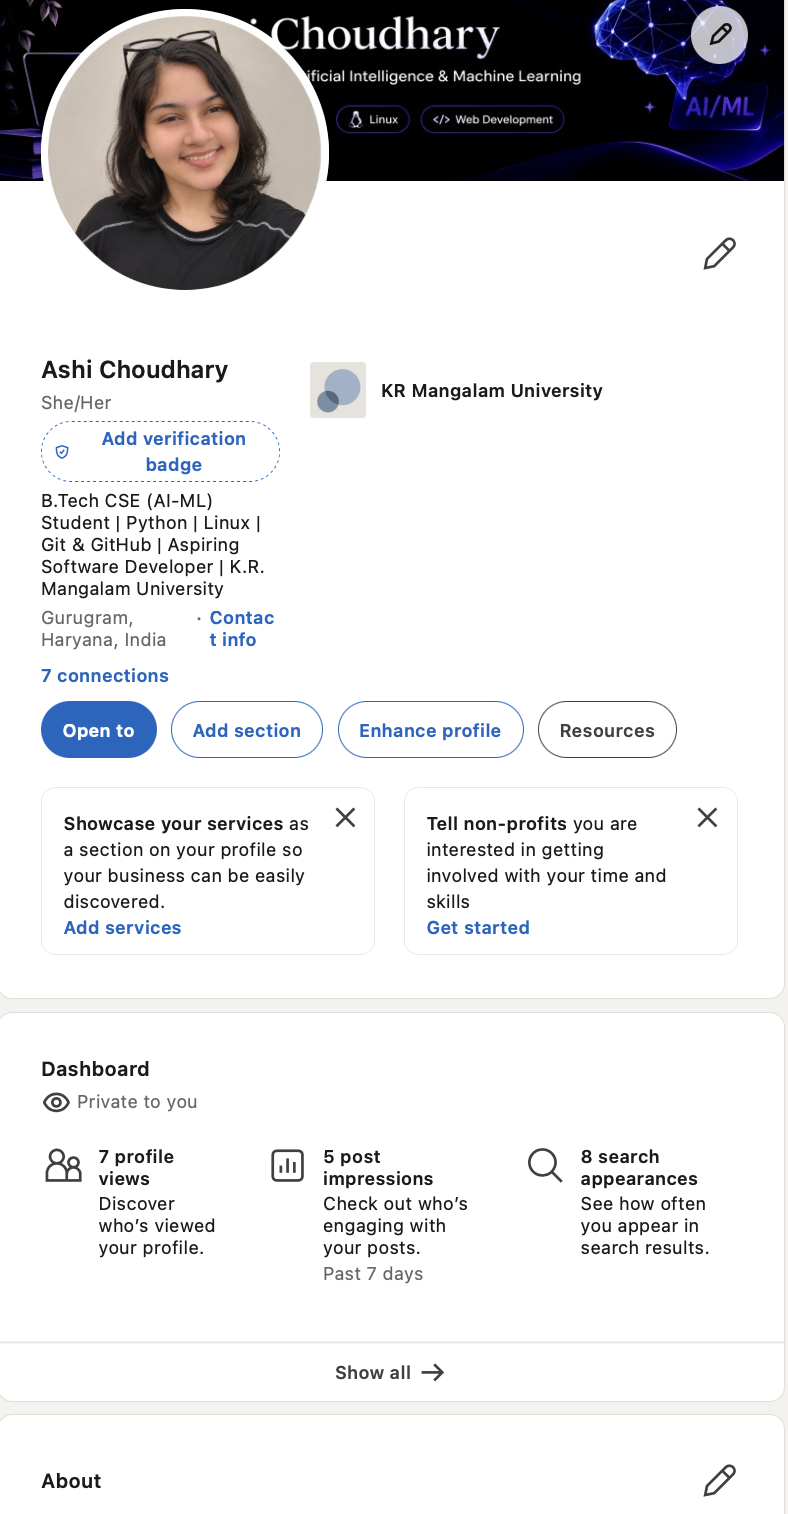 i Choudhary
ificial Intelligence & Machine Learning
Linux
</> Web Development
AI/ML
Ashi Choudhary
She/Her
Add verification
badge
KR Mangalam University
B.Tech CSE (AI-ML)
Student | Python | Linux |
Git & GitHub | Aspiring
Software Developer | K.R.
Mangalam University
Gurugram,
Haryana, India
· Contac
t info
7 connections
Open to
Add section
Enhance profile
Resources
Showcase your services as
a section on your profile so
your business can be easily
discovered.
Add services
Tell non-profits you are
interested in getting
involved with your time and
skills
Get started
Dashboard
Private to you
7 profile
views
Discover
who’s viewed
your profile.
5 post
impressions
Check out who’s
engaging with
your posts.
Past 7 days
8 search
appearances
See how often
you appear in
search results.
Show all →
About